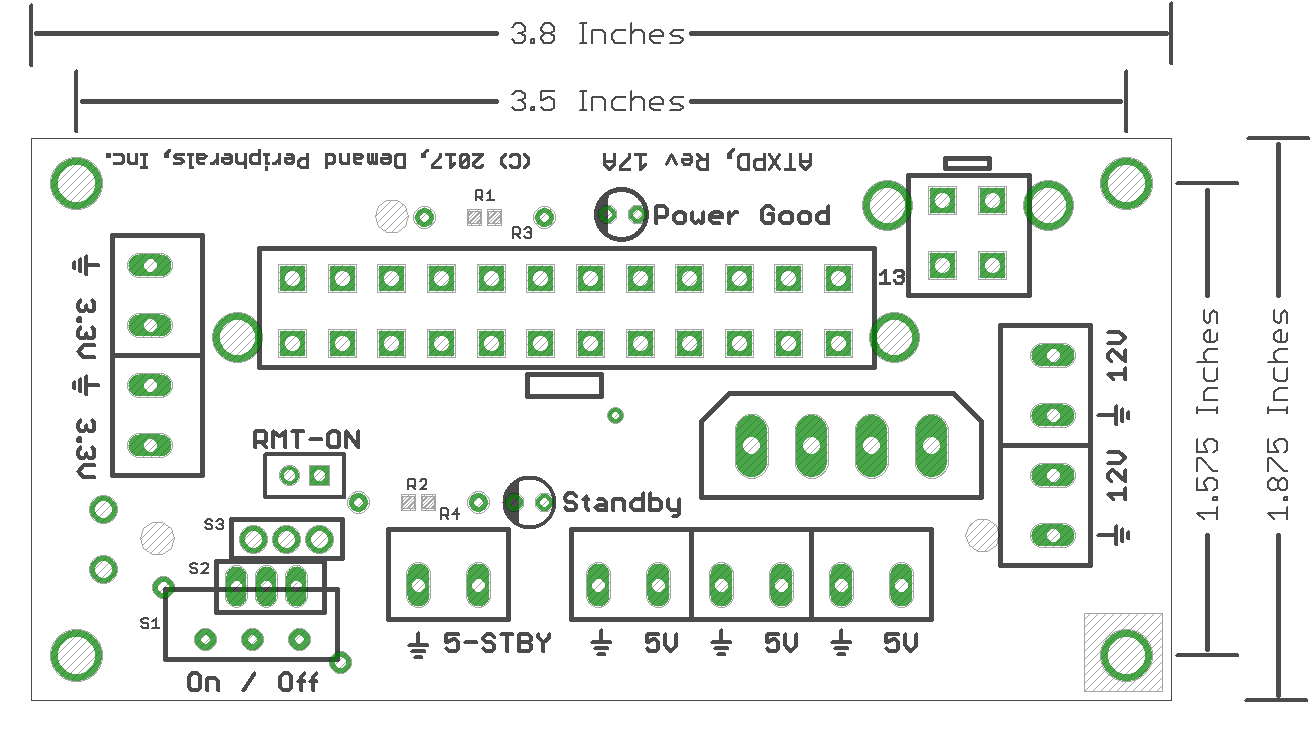 3.8 Inches
3.5 Inches
(C) 2017, Demand Peripherals, Inc.
ATXPD, Rev 17A
R1
R3
Power Good
13
3.3V
3.3V
12V
12V
1.575 Inches
1.875 Inches
RMT-ON
R2
R4
Standby
S3
S2
S1
5-STBY
5V
5V
5V
On / Off